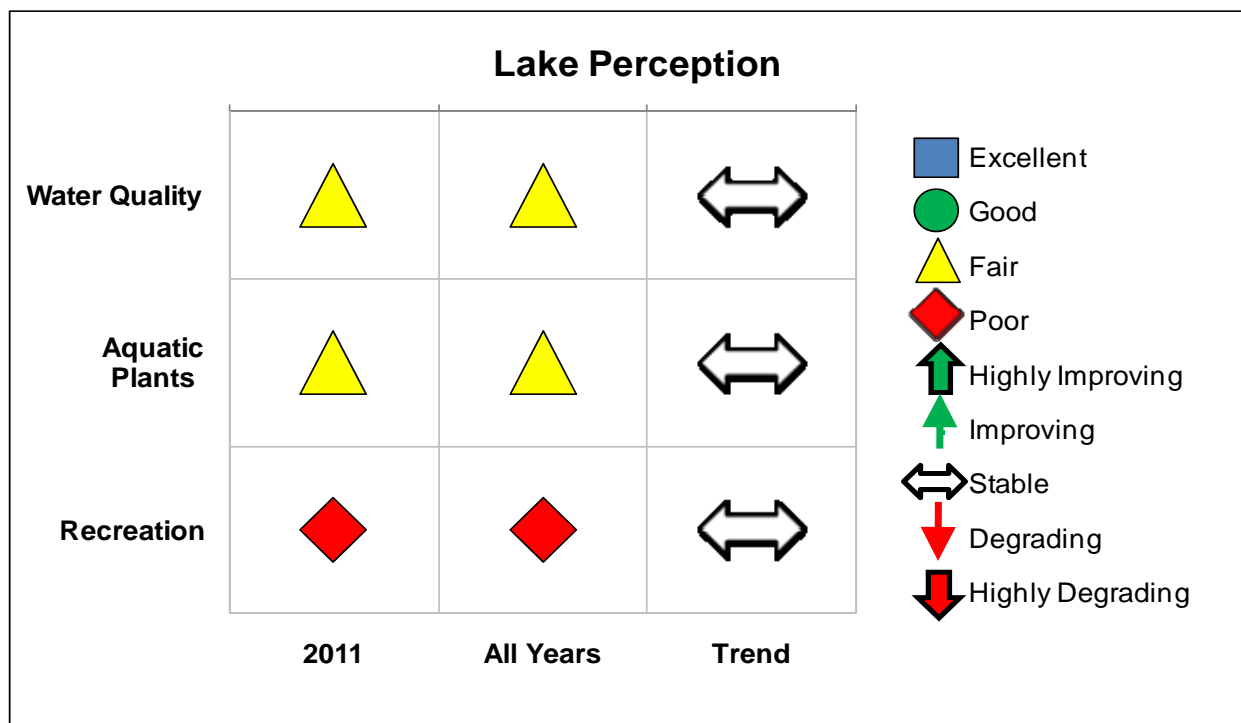 Lake Perception
Water Quality
Aquatic
Plants
Recreation
2011
All Years
Trend
Excellent
Good
Fair
Poor
Highly Improving
Improving
Stable
Degrading
Highly Degrading